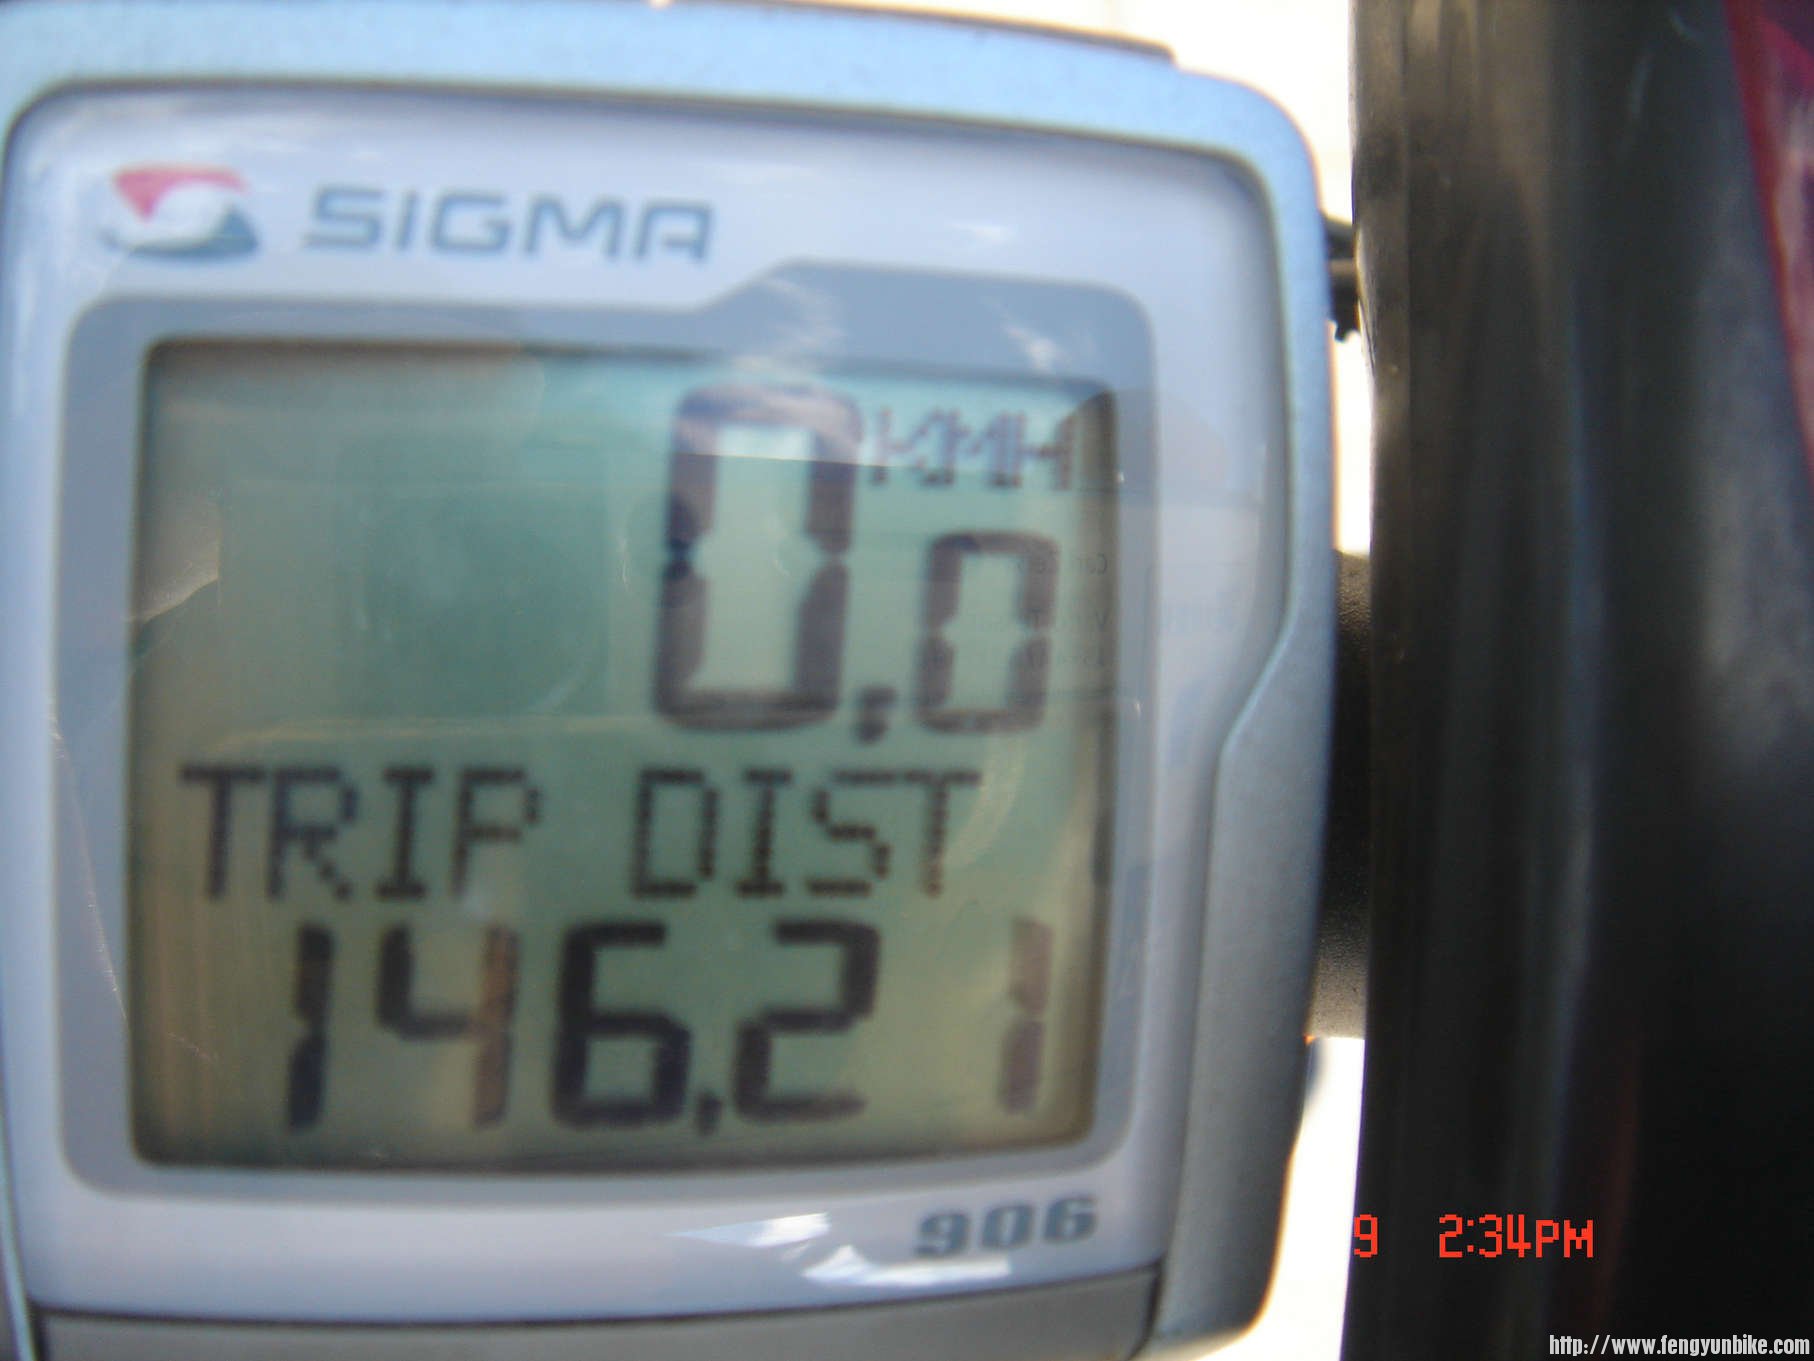 SIGMA
KMH
0,0
TRIP DIST
146,21
906
9 2:34PM
http://www.fengyunbike.com